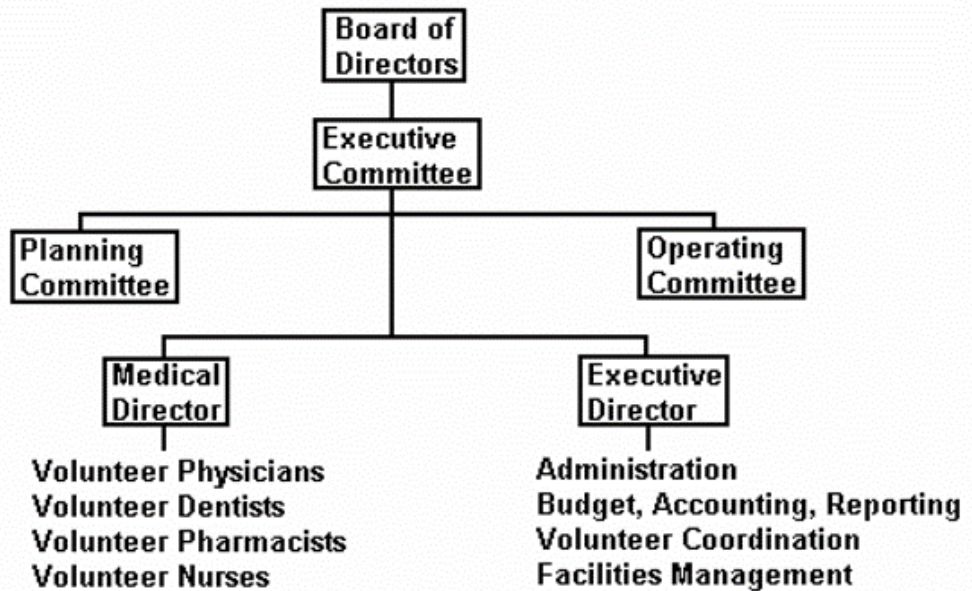 Board of
Directors
Executive
Committee
Planning
Committee
Operating
Committee
Medical
Director
Executive
Director
Volunteer Physicians
Volunteer Dentists
Volunteer Pharmacists
Volunteer Nurses
Administration
Budget, Accounting, Reporting
Volunteer Coordination
Facilities Management